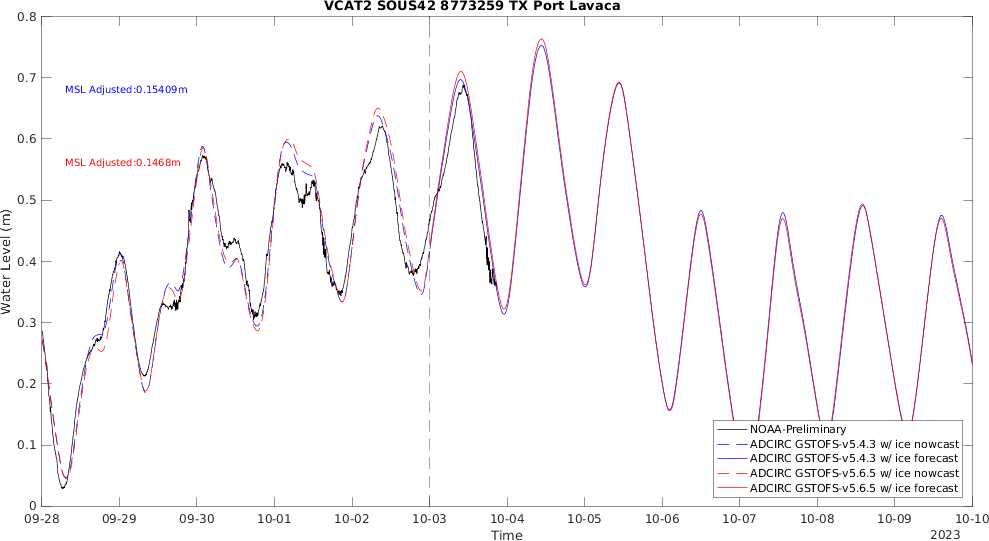 VCAT2 SOUS42 8773259 TX Port Lavaca
0.8
0.7
0.6
0.5
0.4
0.3
0.2
0.1
0
Water Level (m)
MSL Adjusted:0.15409m
MSL Adjusted:0.1468m
NOAA-Preliminary
ADCIRC GSTOFS-v5.4.3 w/ ice nowcast
ADCIRC GSTOFS-v5.4.3 w/ ice forecast
ADCIRC GSTOFS-v5.6.5 w/ ice nowcast
ADCIRC GSTOFS-v5.6.5 w/ ice forecast
09-28 09-29 09-30 10-01 10-02 10-03 10-04 10-05 10-06 10-07 10-08 10-09 10-10
Time
2023